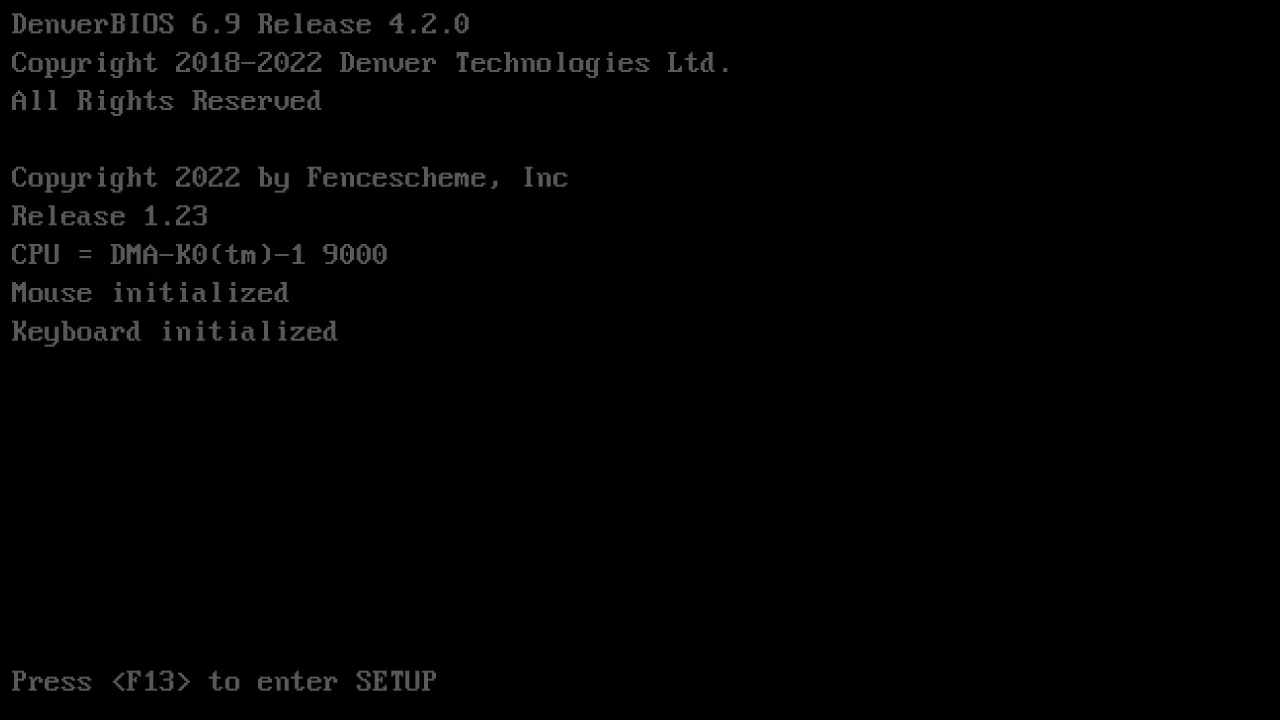 DenverBIOS 6.9 Release 4.2.0
Copyright 2018-2022 Denver Technologies Ltd.
All Rights Reserved
Copyright 2022 by Fencescheme, Inc
Release 1.23
CPU = DMA-K0(tm)-1 9000
Mouse initialized
Keyboard initialized
Press <F13> to enter SETUP